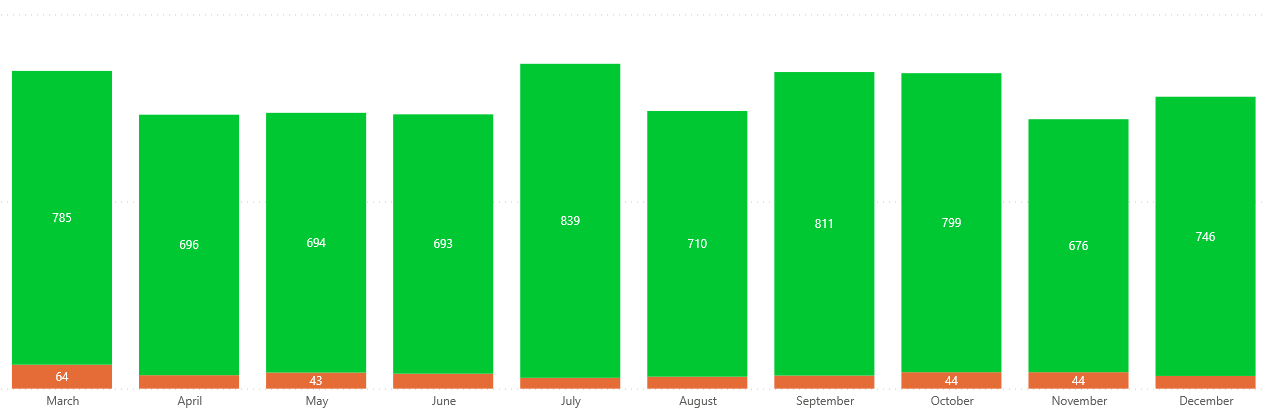 785 696 694 693 839 710 811 799 676 746
64 43 44 44
March April May June July August September October November December